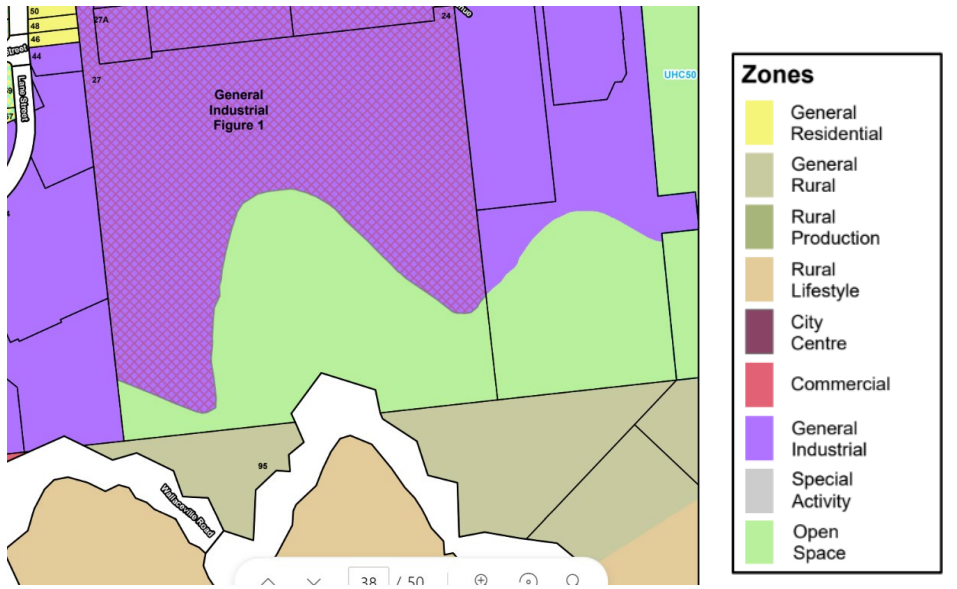 50
48
46
44
27A
24
27
UHC50
General
Industrial
Figure 1
Lane Street
95
Wallaceville Road
38 / 50
Zones
General
Residential
General
Rural
Rural
Production
Rural
Lifestyle
City
Centre
Commercial
General
Industrial
Special
Activity
Open
Space